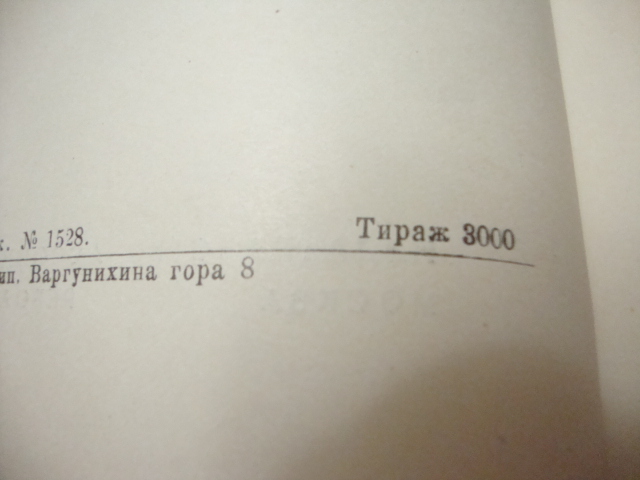 к. № 1528. Тираж 3000
ип. Варгунихина гора 8